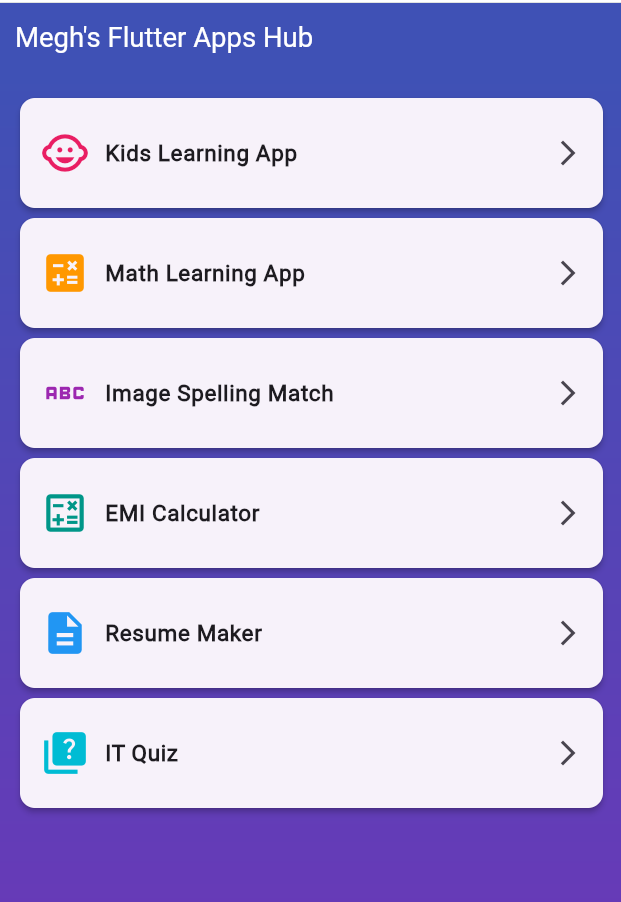 Megh's Flutter Apps Hub
Kids Learning App
Math Learning App
ABC Image Spelling Match
EMI Calculator
Resume Maker
IT Quiz